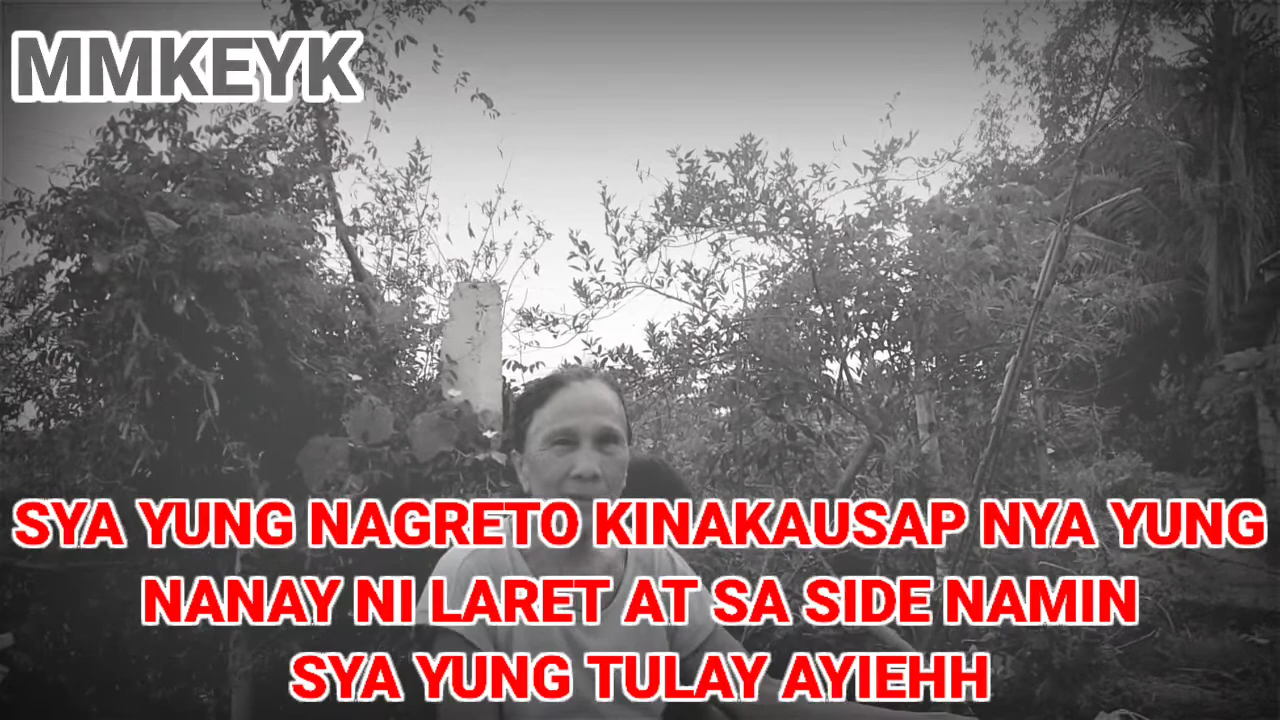 MMKEYK
SYA YUNG NAGRETO KINAKAUSAP NYA YUNG
NANAY NI LARET AT SA SIDE NAMIN
SYA YUNG TULAY AYIEHH